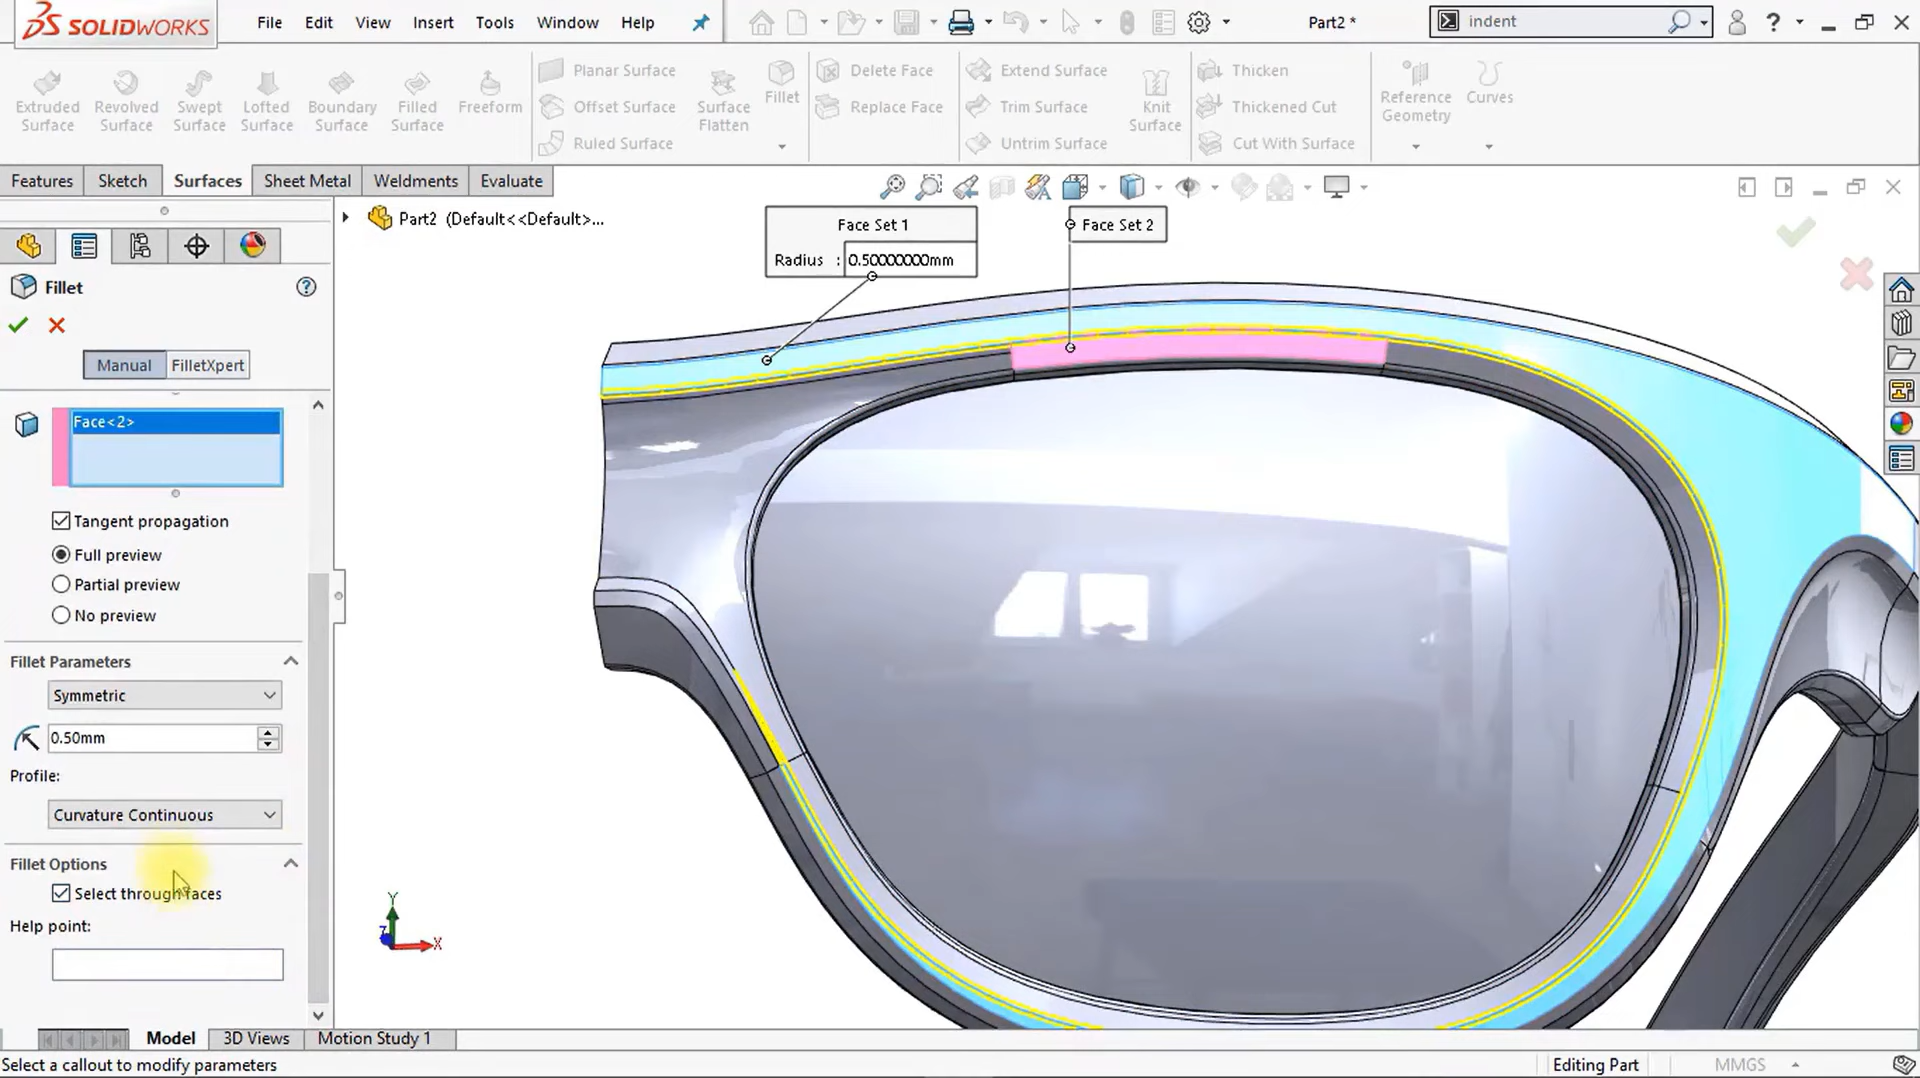 SOLIDWORKS File Edit View Insert Tools Window Help Part2 * indent
Extruded Surface
Revolved Surface
Swept Surface
Lofted Surface
Boundary Surface
Filled Surface
Freeform
Planar Surface
Offset Surface
Ruled Surface
Surface Flatten
Fillet
Delete Face
Replace Face
Extend Surface
Trim Surface
Untrim Surface
Knit Surface
Thicken
Thickened Cut
Cut With Surface
Reference Geometry
Curves
Features Sketch Surfaces Sheet Metal Weldments Evaluate
Part2 (Default<<Default>...
Face Set 1
Radius : 0.50000000mm
Face Set 2
Fillet
Manual FilletXpert
Face<2>
Tangent propagation
Full preview
Partial preview
No preview
Fillet Parameters
Symmetric
0.50mm
Profile:
Curvature Continuous
Fillet Options
Select through faces
Help point:
Y
Z
X
Model 3D Views Motion Study 1
Select a callout to modify parameters Editing Part MMGS